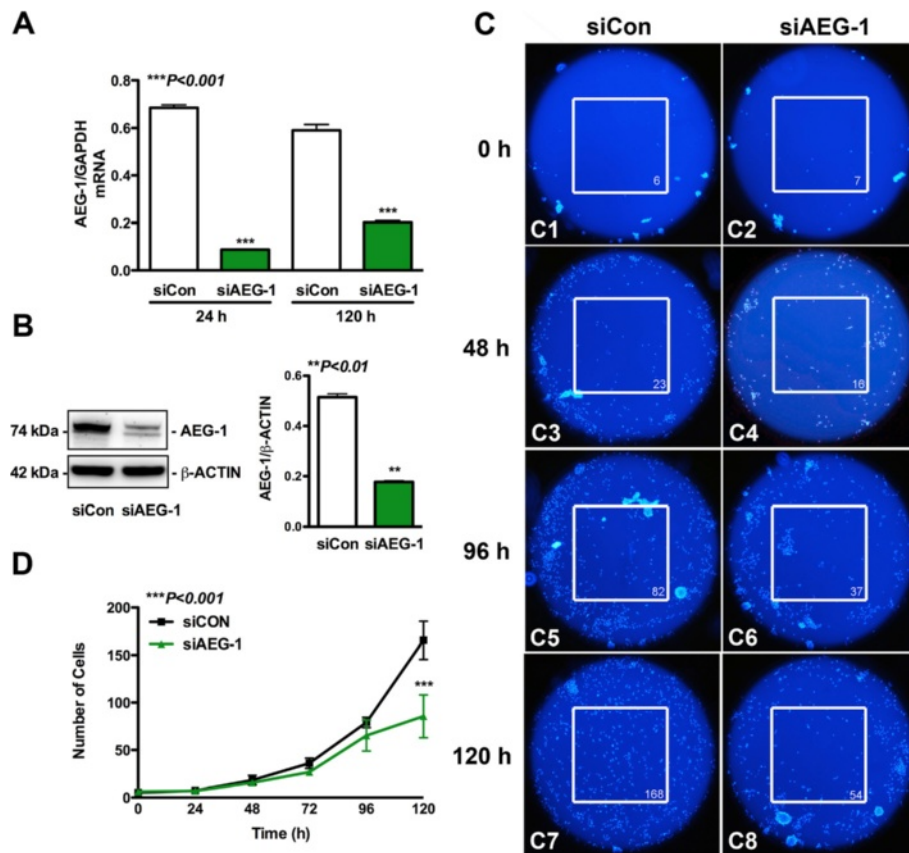 A
***P<0.001
AEG-1/GAPDH
mRNA
0.8
0.6
0.4
0.2
0.0
***
***
siCon siAEG-1 siCon siAEG-1
24 h 120 h
B
74 kDa - - AEG-1
42 kDa - - β-ACTIN
siCon siAEG-1
**P<0.01
AEG-1/β-ACTIN
0.6
0.4
0.2
0.0
**
siCon siAEG-1
D
***P<0.001
siCON
siAEG-1
Number of Cells
200
150
100
50
0
***
0 24 48 72 96 120
Time (h)
C
siCon siAEG-1
0 h
6 7
C1 C2
48 h
23 16
C3 C4
96 h
82 37
C5 C6
120 h
168 54
C7 C8